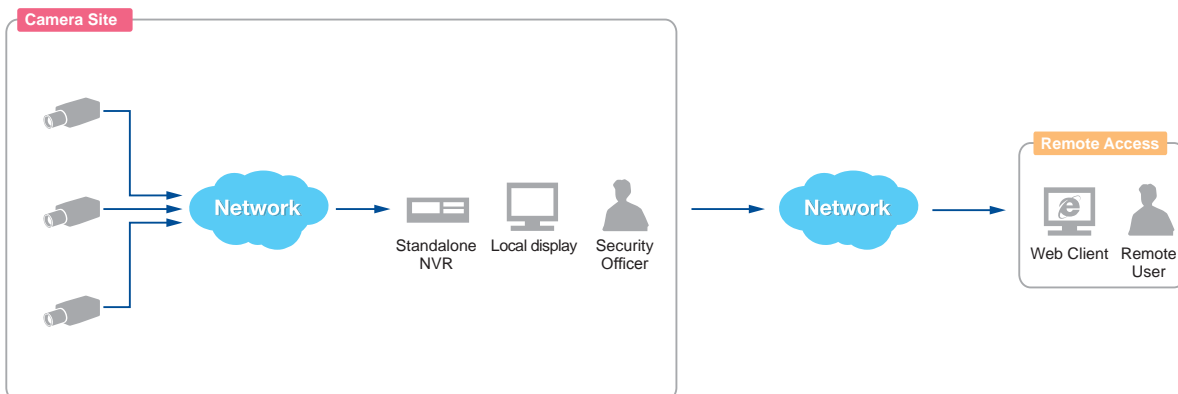 Camera Site
Network
Standalone
NVR
Local display
Security
Officer
Network
Remote Access
Web Client
Remote
User